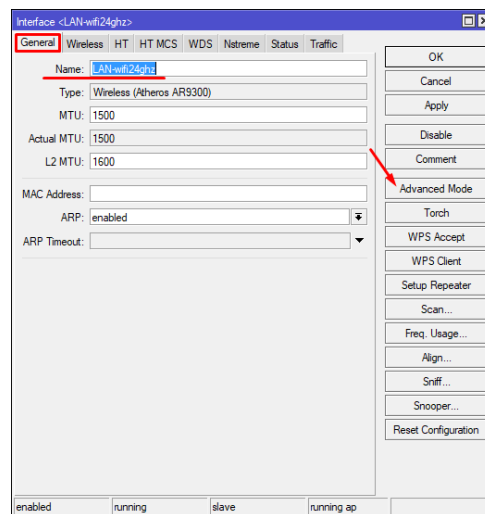 Interface <LAN-wifi24ghz>
General Wireless HT HT MCS WDS Nstreme Status Traffic
Name: LAN-wifi24ghz
Type: Wireless (Atheros AR9300)
MTU: 1500
Actual MTU: 1500
L2 MTU: 1600
MAC Address:
ARP: enabled
ARP Timeout:
OK
Cancel
Apply
Disable
Comment
Advanced Mode
Torch
WPS Accept
WPS Client
Setup Repeater
Scan...
Freq. Usage...
Align...
Sniff...
Snooper...
Reset Configuration
enabled running slave running ap